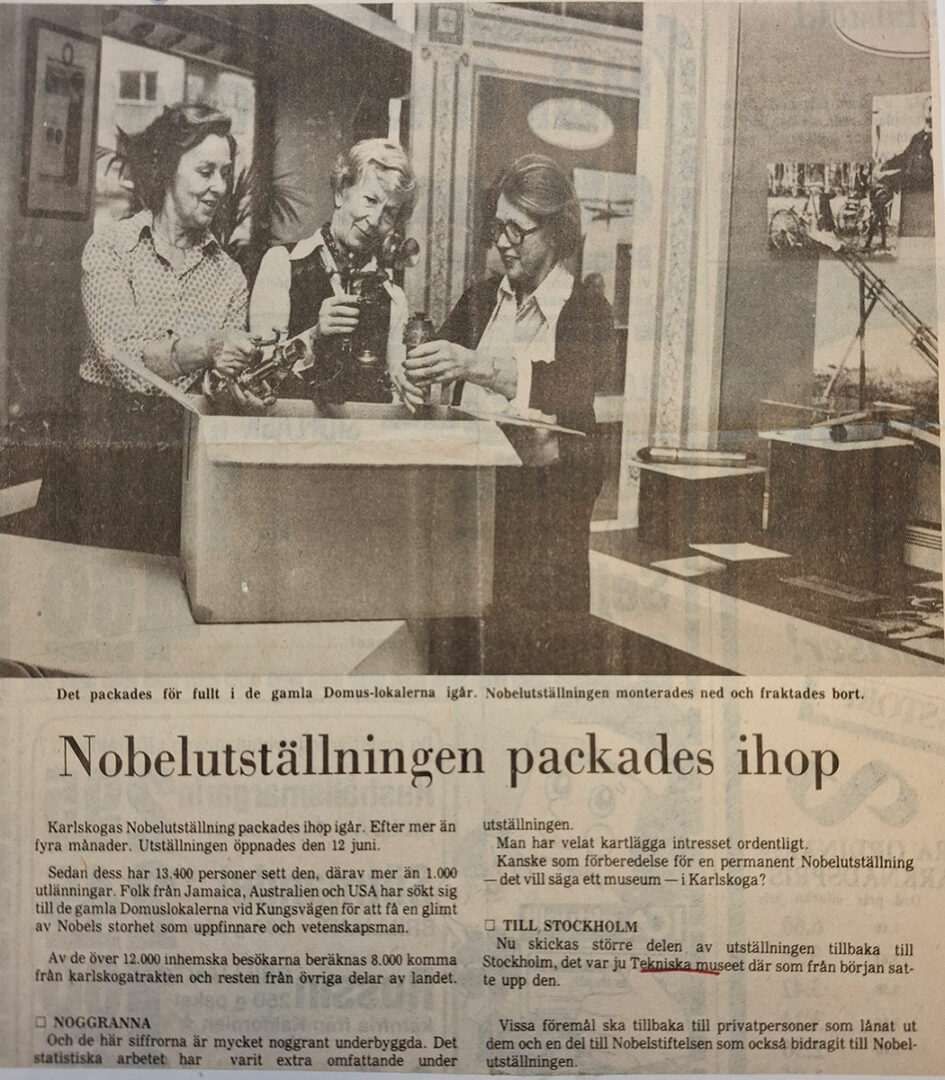 Det packades för fullt i de gamla Domus-lokalerna igår. Nobelutställningen monterades ned och fraktades bort.
Nobelutställningen packades ihop
Karlskogas Nobelutställning packades ihop igår. Efter mer än
fyra månader. Utställningen öppnades den 12 juni.
Sedan dess har 13.400 personer sett den, därav mer än 1.000
utlänningar. Folk från Jamaica, Australien och USA har sökt sig
till de gamla Domuslokalerna vid Kungsvägen för att få en glimt
av Nobels storhet som uppfinnare och vetenskapsman.
Av de över 12.000 inhemska besökarna beräknas 8.000 komma
från karlskogatrakten och resten från övriga delar av landet.
□ NOGGRANNA
Och de här siffrorna är mycket noggrant underbyggda. Det
statistiska arbetet har varit extra omfattande under
utställningen.
Man har velat kartlägga intresset ordentligt.
Kanske som förberedelse för en permanent Nobelutställning
— det vill säga ett museum — i Karlskoga?
□ TILL STOCKHOLM
Nu skickas större delen av utställningen tillbaka till
Stockholm, det var ju Tekniska museet där som från början sat-
te upp den.
Vissa föremål ska tillbaka till privatpersoner som lånat ut
dem och en del till Nobelstiftelsen som också bidragit till Nobel-
utställningen.